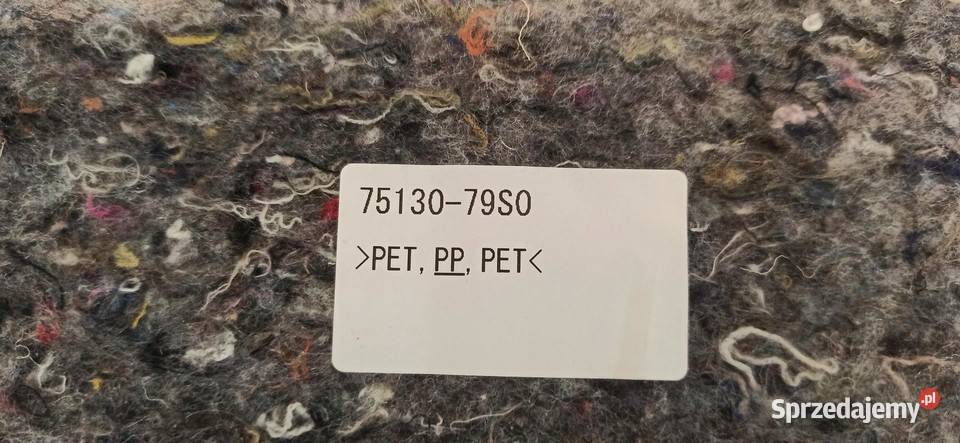 75130-79S0
>PET, PP, PET<
Sprzedajemy.pl